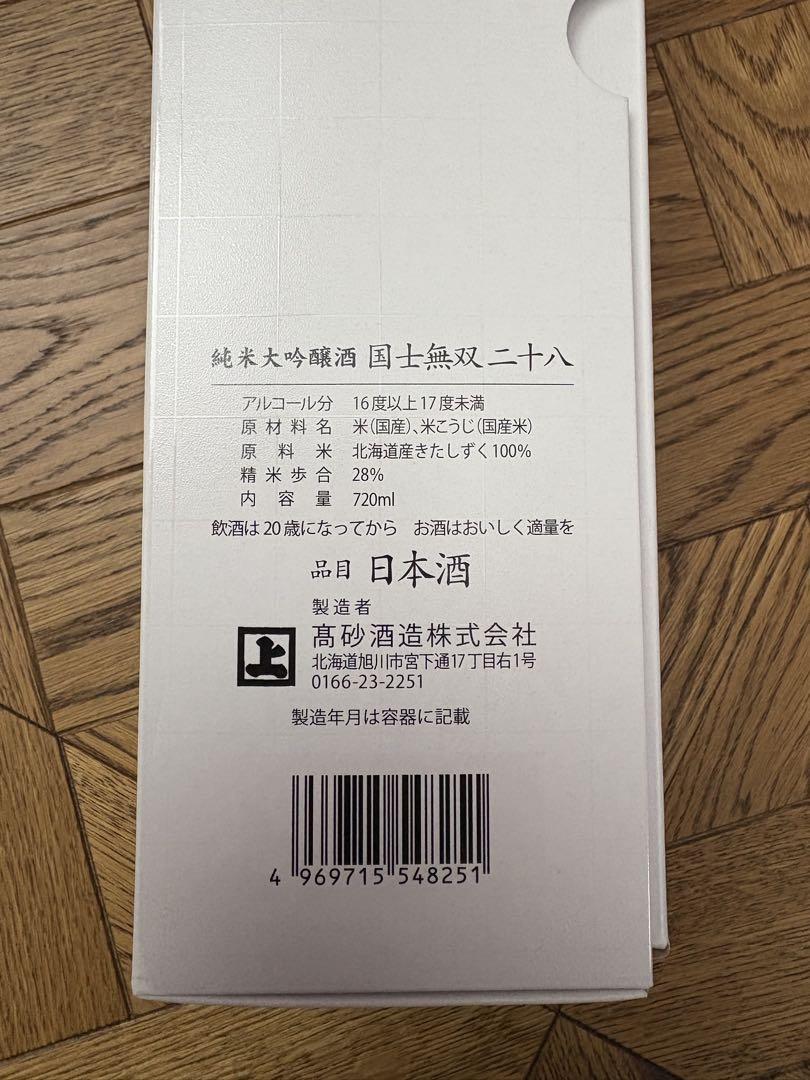 純米大吟醸酒 国士無双 二十八
アルコール分 16度以上17度未満
原材料名 米(国産)、米こうじ(国産米)
原料米 北海道産きたしずく100%
精米歩合 28%
内容量 720ml
飲酒は20歳になってから お酒はおいしく適量を
品目 日本酒
製造者
上
髙砂酒造株式会社
北海道旭川市宮下通17丁目右1号
0166-23-2251
製造年月は容器に記載
4 969715 548251